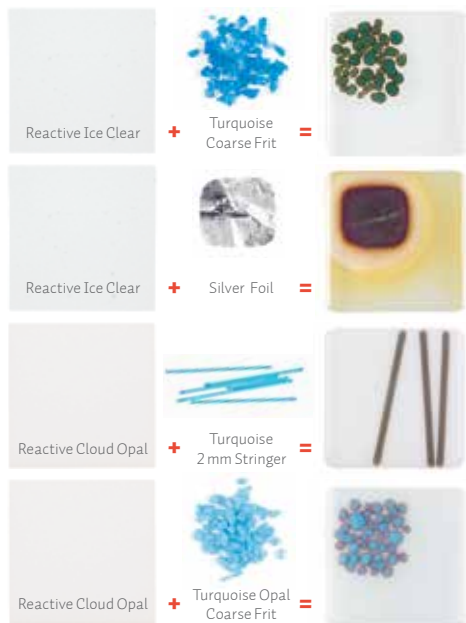 Reactive Ice Clear + Turquoise =
Coarse Frit
Reactive Ice Clear + Silver Foil =
Reactive Cloud Opal + Turquoise =
2 mm Stringer
Reactive Cloud Opal + Turquoise Opal =
Coarse Frit